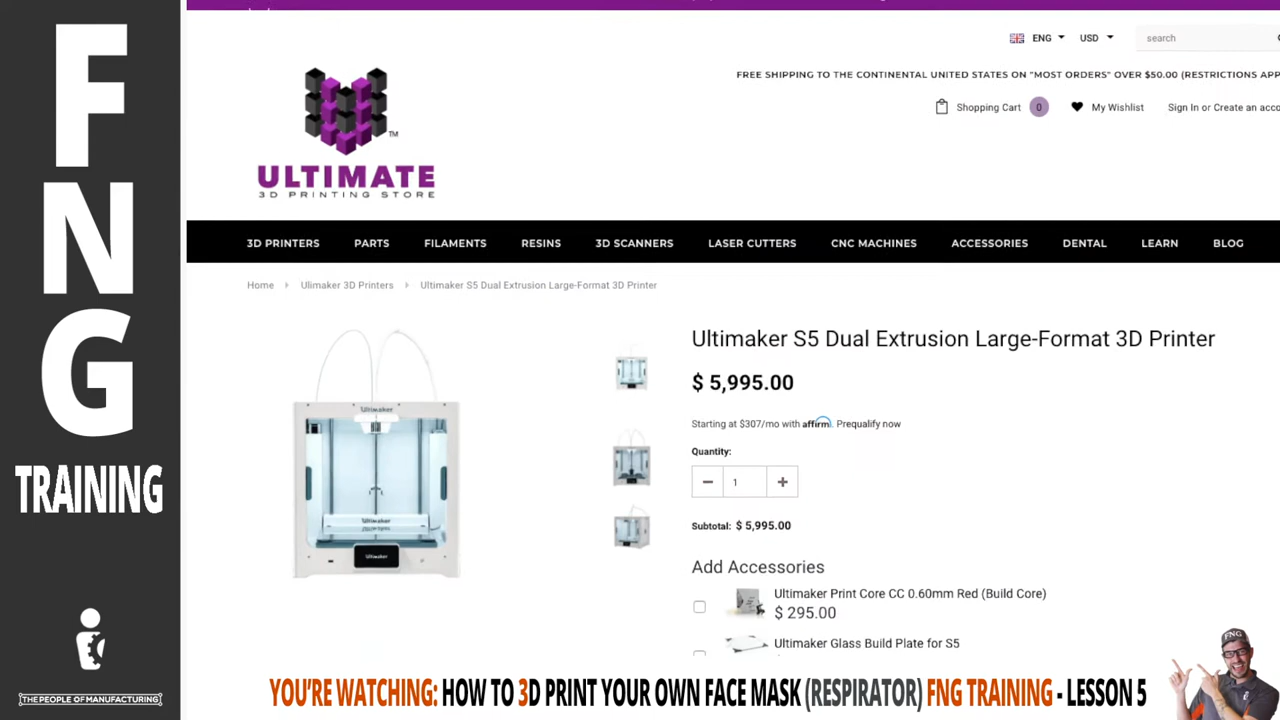 FNG
TRAINING
THE PEOPLE OF MANUFACTURING
ENG
USD
search
FREE SHIPPING TO THE CONTINENTAL UNITED STATES ON "MOST ORDERS" OVER $50.00 (RESTRICTIONS APP
Shopping Cart 0
My Wishlist
Sign In or Create an acco
TM
ULTIMATE
3D PRINTING STORE
3D PRINTERS PARTS FILAMENTS RESINS 3D SCANNERS LASER CUTTERS CNC MACHINES ACCESSORIES DENTAL LEARN BLOG
Home Ulimaker 3D Printers Ultimaker S5 Dual Extrusion Large-Format 3D Printer
Ultimaker
Ultimaker
Ultimaker
Ultimaker S5 Dual Extrusion Large-Format 3D Printer
$ 5,995.00
Starting at $307/mo with affirm. Prequalify now
Quantity:
− 1 +
Subtotal: $ 5,995.00
Add Accessories
Ultimaker Print Core CC 0.60mm Red (Build Core)
$ 295.00
Ultimaker Glass Build Plate for S5
FNG
YOU'RE WATCHING: HOW TO 3D PRINT YOUR OWN FACE MASK (RESPIRATOR) FNG TRAINING - LESSON 5